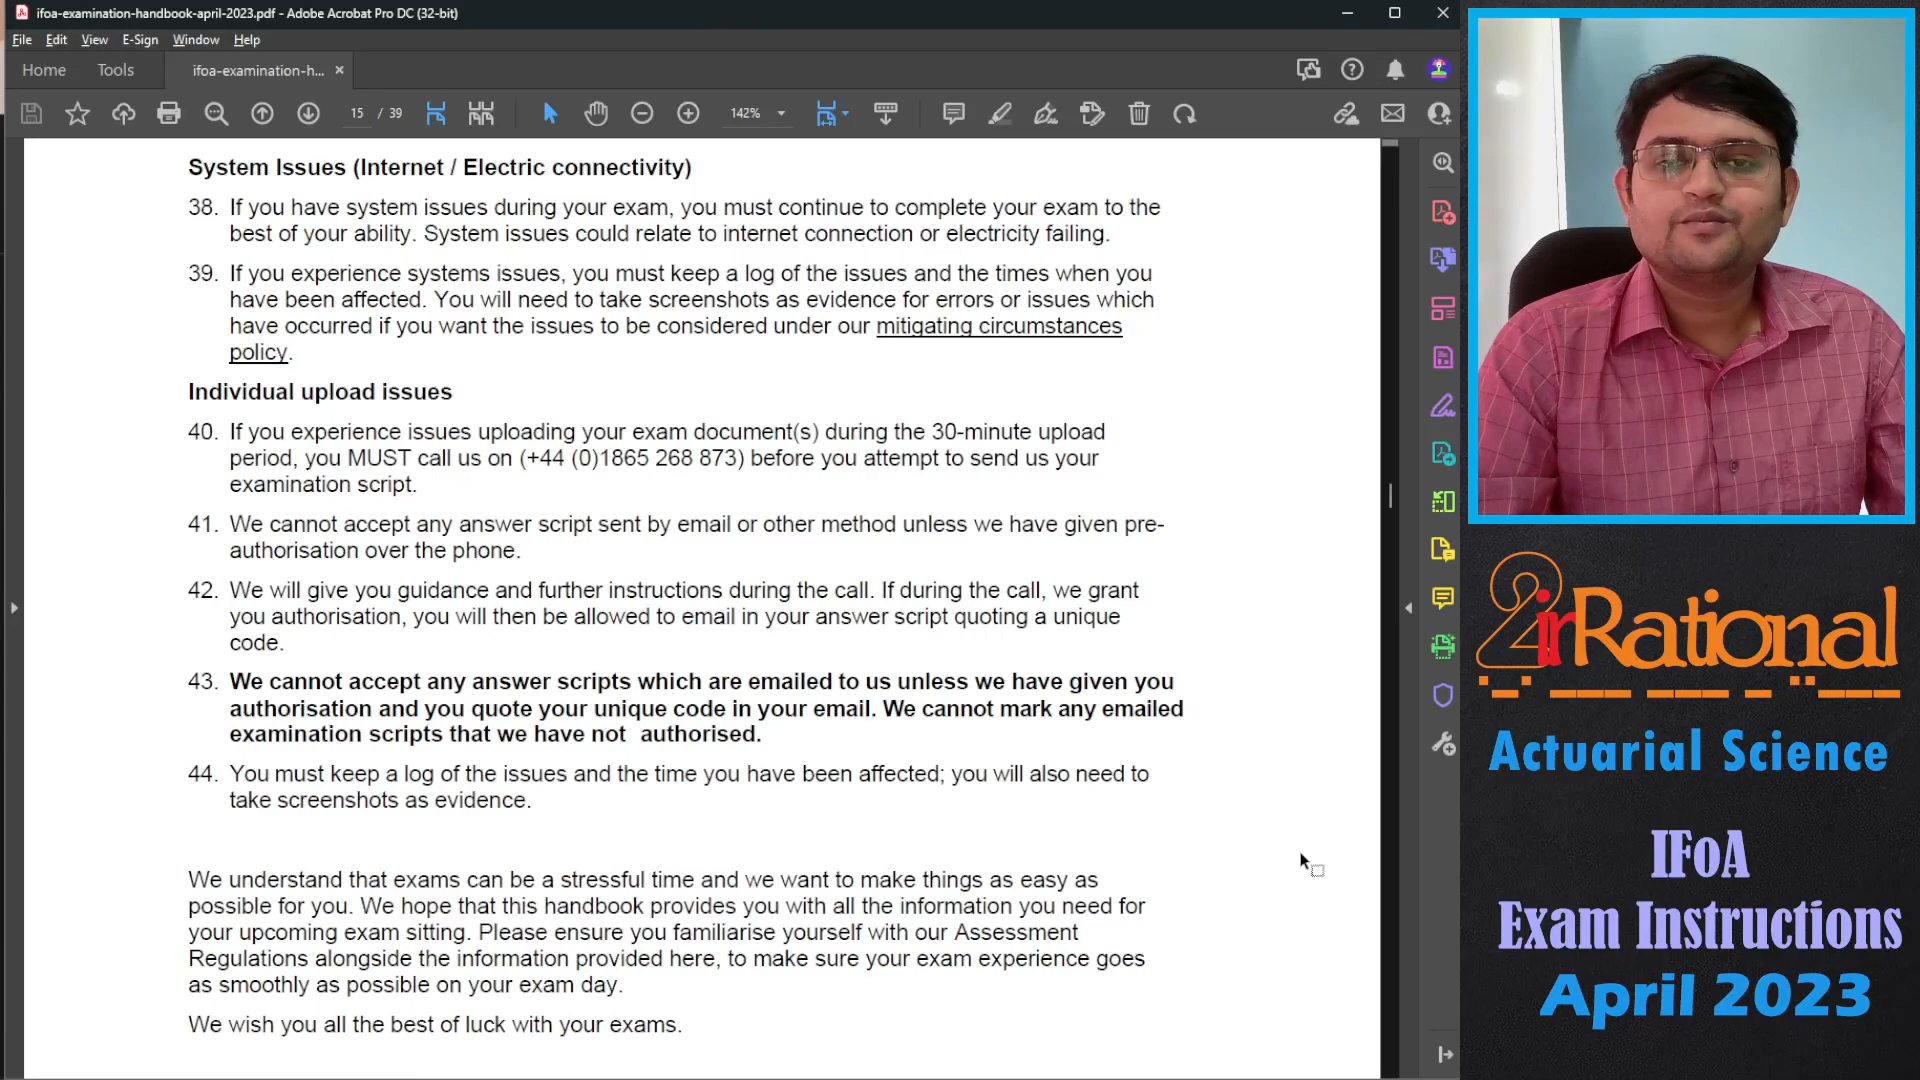 ifoa-examination-handbook-april-2023.pdf - Adobe Acrobat Pro DC (32-bit)
File Edit View E-Sign Window Help
Home Tools ifoa-examination-h... ×
15 / 39 142%
System Issues (Internet / Electric connectivity)
38. If you have system issues during your exam, you must continue to complete your exam to the
best of your ability. System issues could relate to internet connection or electricity failing.
39. If you experience systems issues, you must keep a log of the issues and the times when you
have been affected. You will need to take screenshots as evidence for errors or issues which
have occurred if you want the issues to be considered under our mitigating circumstances
policy.
Individual upload issues
40. If you experience issues uploading your exam document(s) during the 30-minute upload
period, you MUST call us on (+44 (0)1865 268 873) before you attempt to send us your
examination script.
41. We cannot accept any answer script sent by email or other method unless we have given pre-
authorisation over the phone.
42. We will give you guidance and further instructions during the call. If during the call, we grant
you authorisation, you will then be allowed to email in your answer script quoting a unique
code.
43. We cannot accept any answer scripts which are emailed to us unless we have given you
authorisation and you quote your unique code in your email. We cannot mark any emailed
examination scripts that we have not authorised.
44. You must keep a log of the issues and the time you have been affected; you will also need to
take screenshots as evidence.
We understand that exams can be a stressful time and we want to make things as easy as
possible for you. We hope that this handbook provides you with all the information you need for
your upcoming exam sitting. Please ensure you familiarise yourself with our Assessment
Regulations alongside the information provided here, to make sure your exam experience goes
as smoothly as possible on your exam day.
We wish you all the best of luck with your exams.
2irRational
Actuarial Science
IFoA
Exam Instructions
April 2023